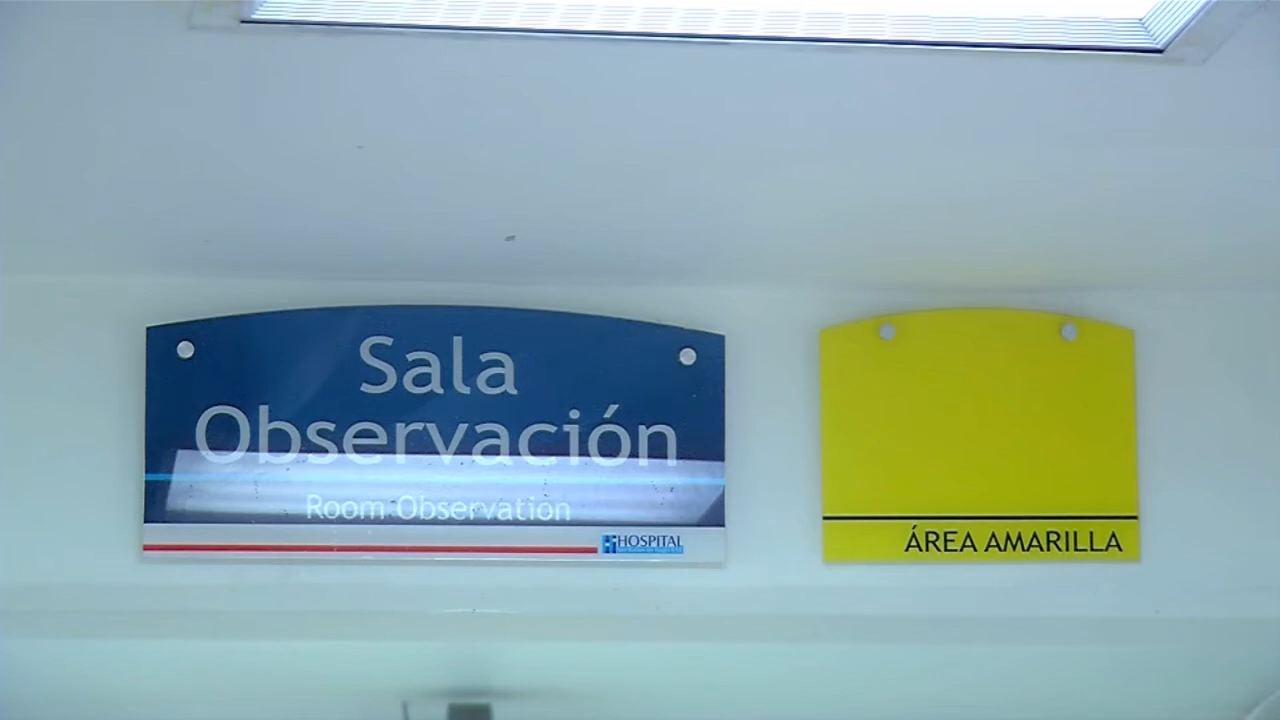 Sala
Observación
Room Observation
HOSPITAL
ÁREA AMARILLA